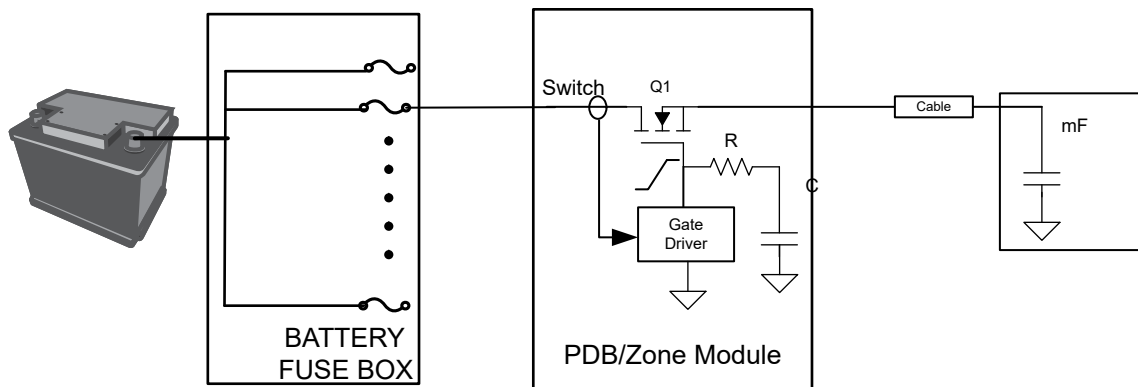 BATTERY
FUSE BOX
Switch
Q1
R
C
Gate
Driver
PDB/Zone Module
Cable
mF